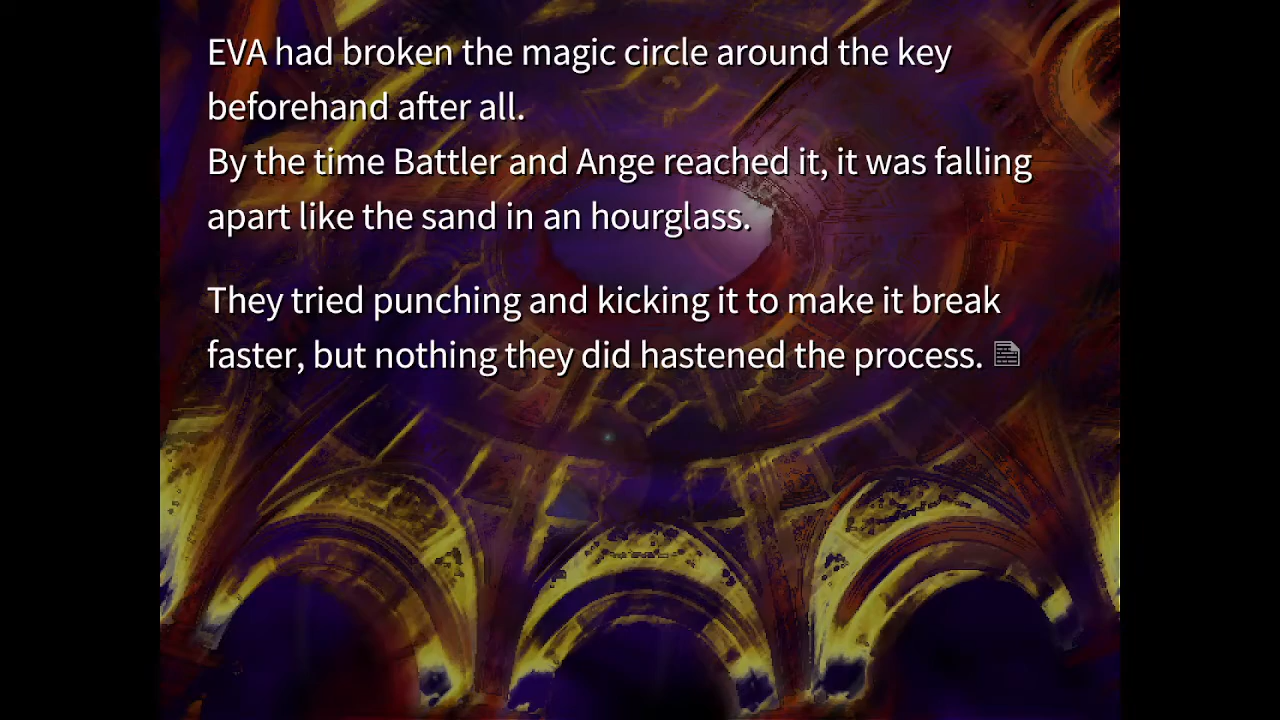 EVA had broken the magic circle around the key
beforehand after all.
By the time Battler and Ange reached it, it was falling
apart like the sand in an hourglass.
They tried punching and kicking it to make it break
faster, but nothing they did hastened the process.